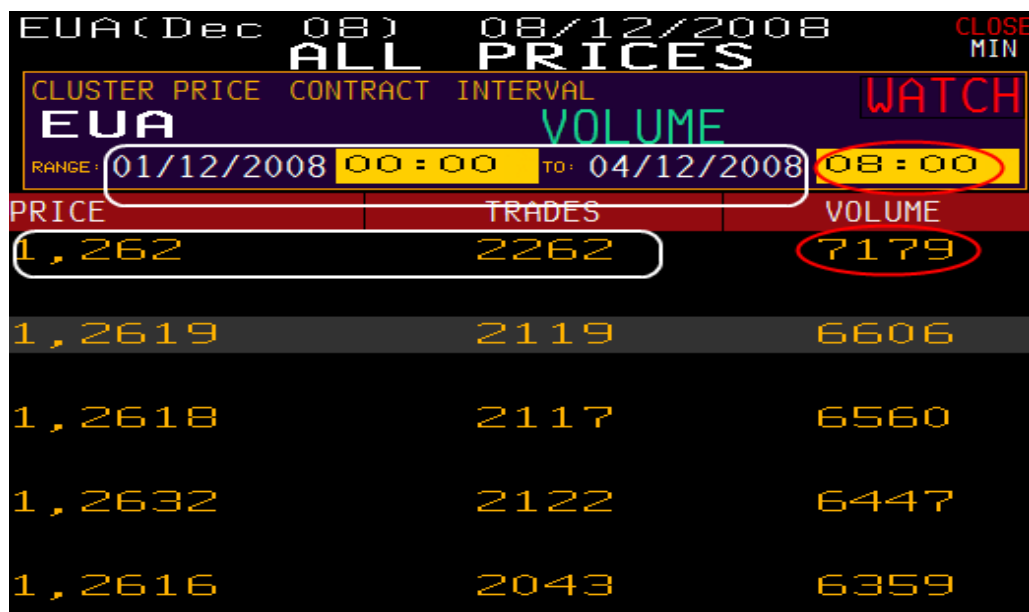 EUA(Dec 08) 08/12/2008 CLOSE
ALL PRICES MIN
CLUSTER PRICE CONTRACT INTERVAL WATCH
EUA VOLUME
RANGE: 01/12/2008 00:00 TO: 04/12/2008 08:00
PRICE TRADES VOLUME
1,262 2262 7179
1,2619 2119 6606
1,2618 2117 6560
1,2632 2122 6447
1,2616 2043 6359